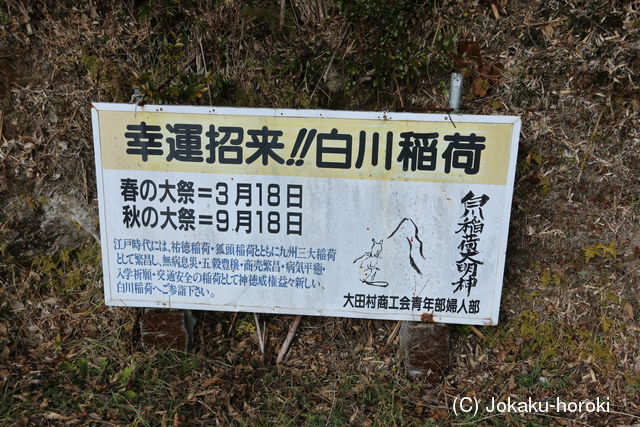 幸運招来!!白川稲荷
春の大祭=3月18日
秋の大祭=9月18日
江戸時代には、祐徳稲荷・狐頭稲荷とともに九州三大稲荷
として繁昌し、無病息災・五穀豊穣・商売繁昌・病気平癒・
入学祈願・交通安全の稲荷として神徳威権益々新しい、
白川稲荷へご参詣下さい。
白川稲荷大明神
大田村商工会青年部婦人部
(C) Jokaku-horoki